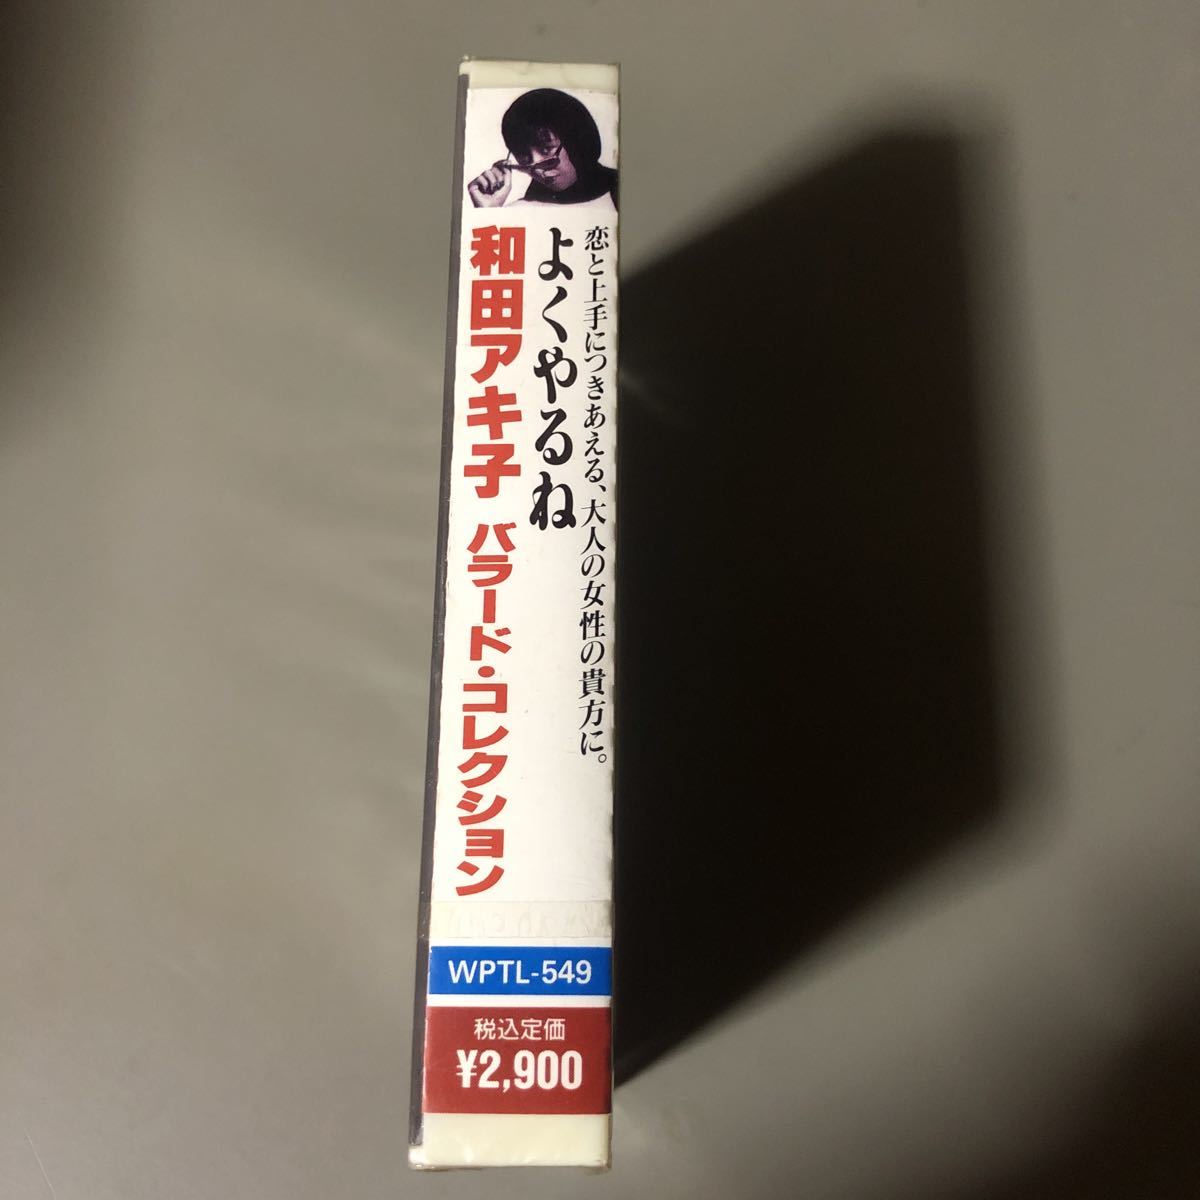 恋と上手につきあえる、大人の女性の貴方に。
よくやるね
和田アキ子 バラード・コレクション
WPTL-549
税込定価
¥2,900